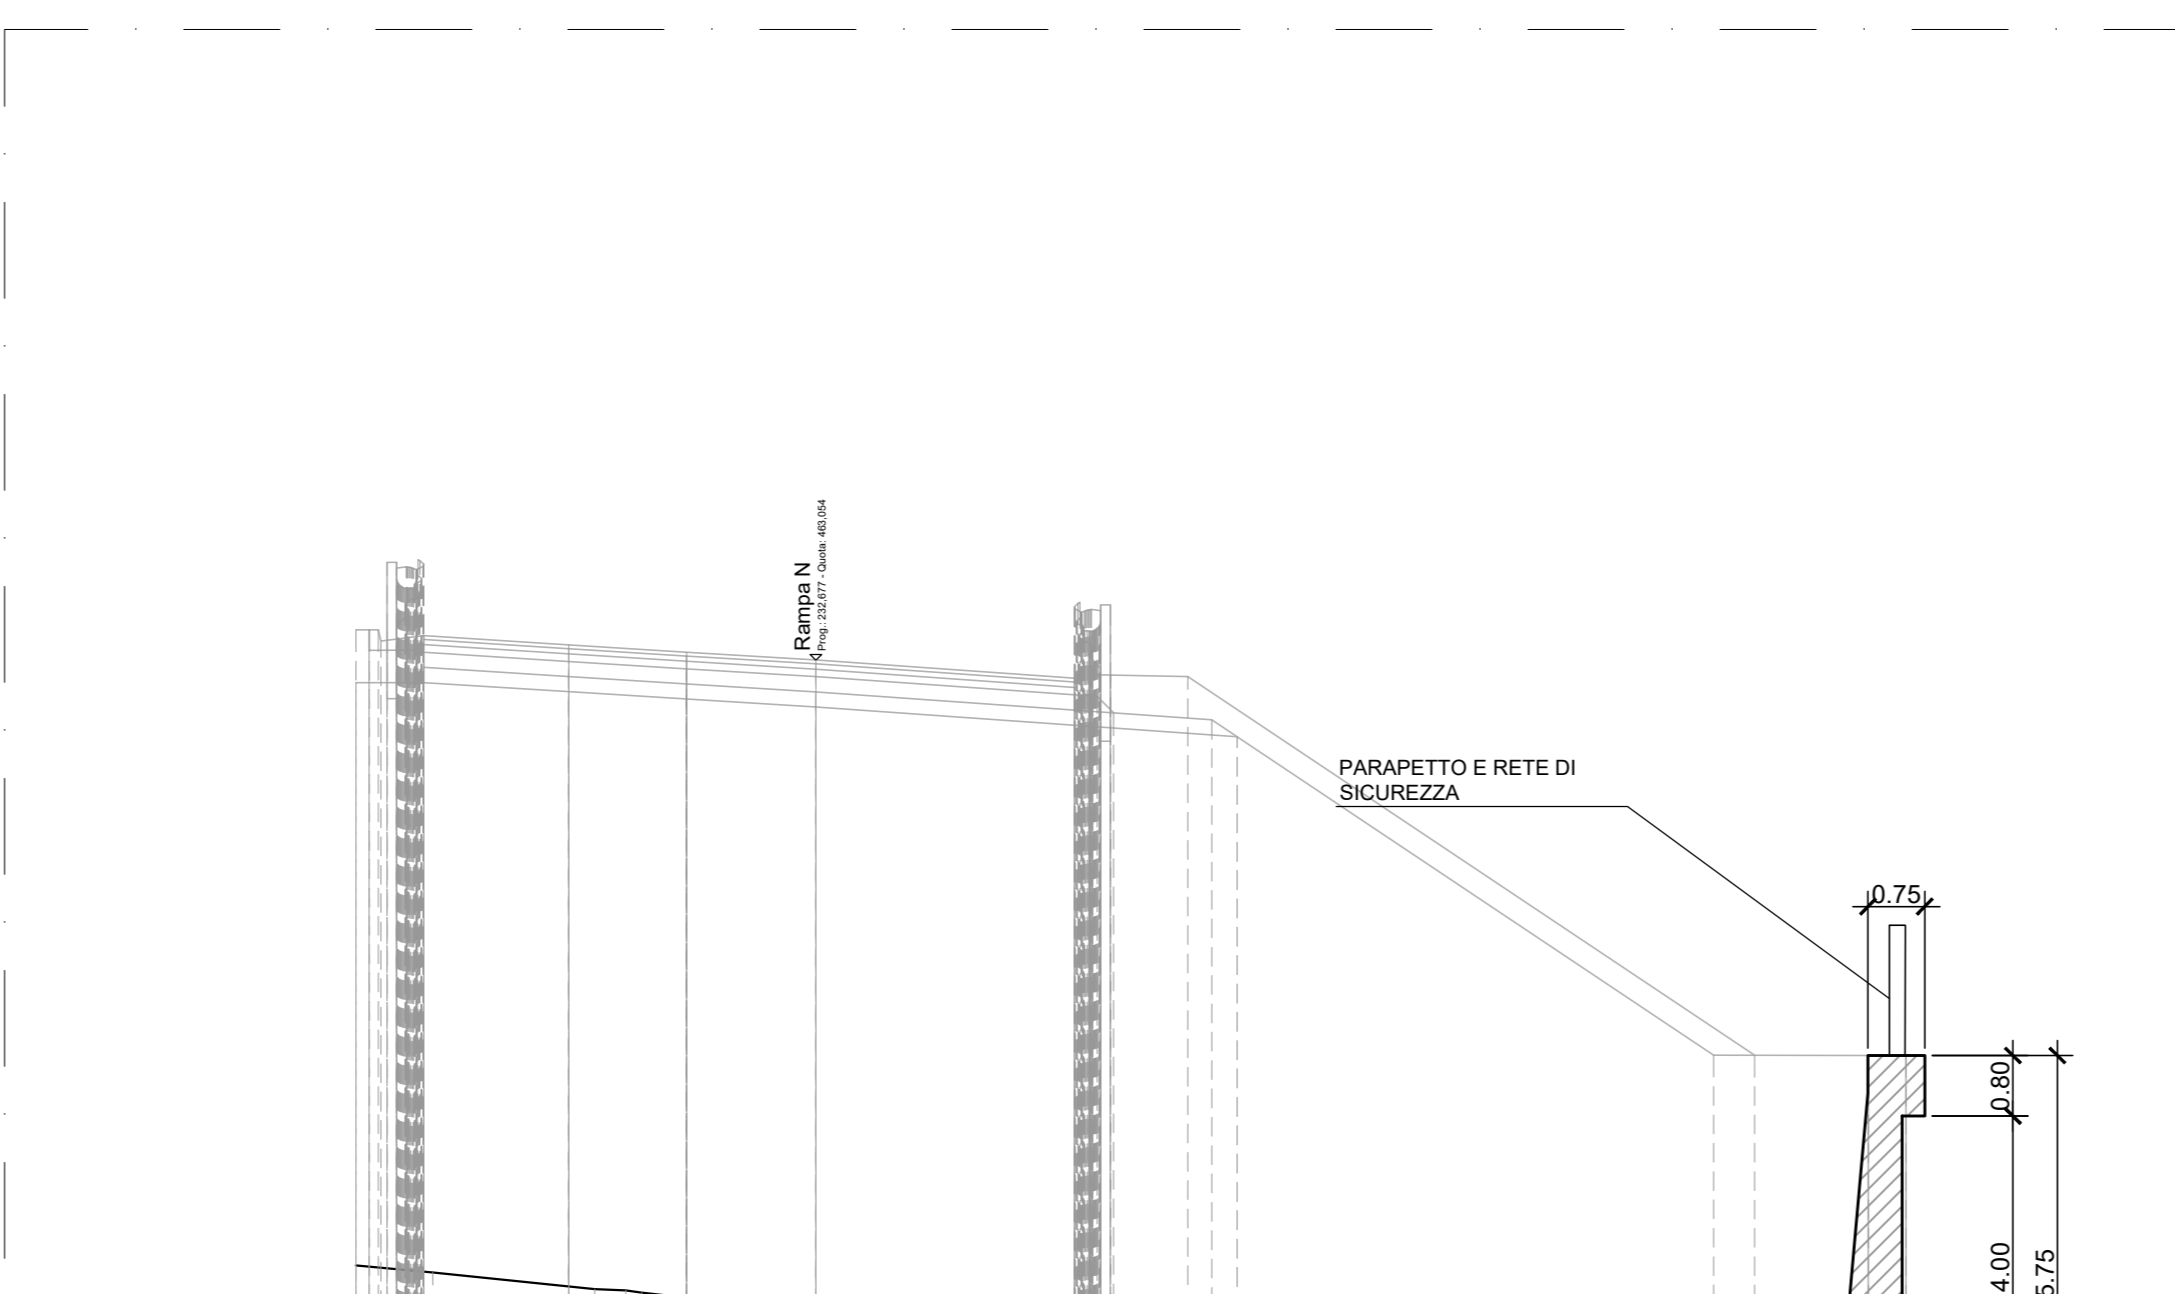 Rampa N
Prog.: 232,677 - Quota: 463,054
PARAPETTO E RETE DI
SICUREZZA
0.75
0.80
4.00
5.75